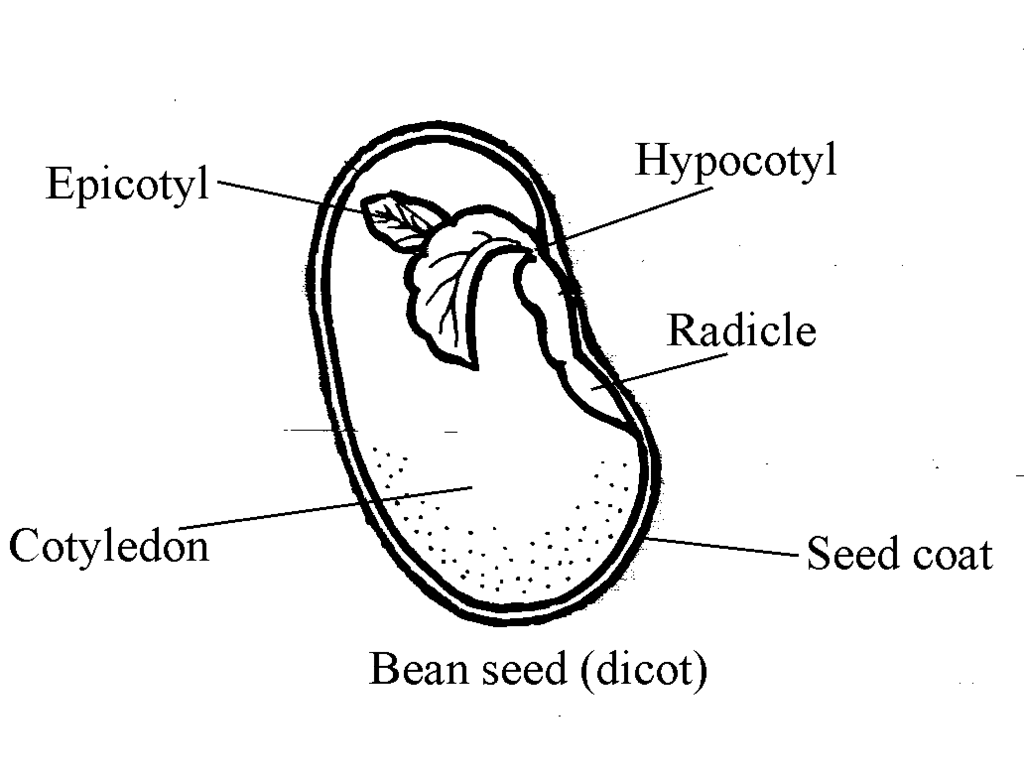 Hypocotyl
Epicotyl
Radicle
Cotyledon
Seed coat
Bean seed (dicot)